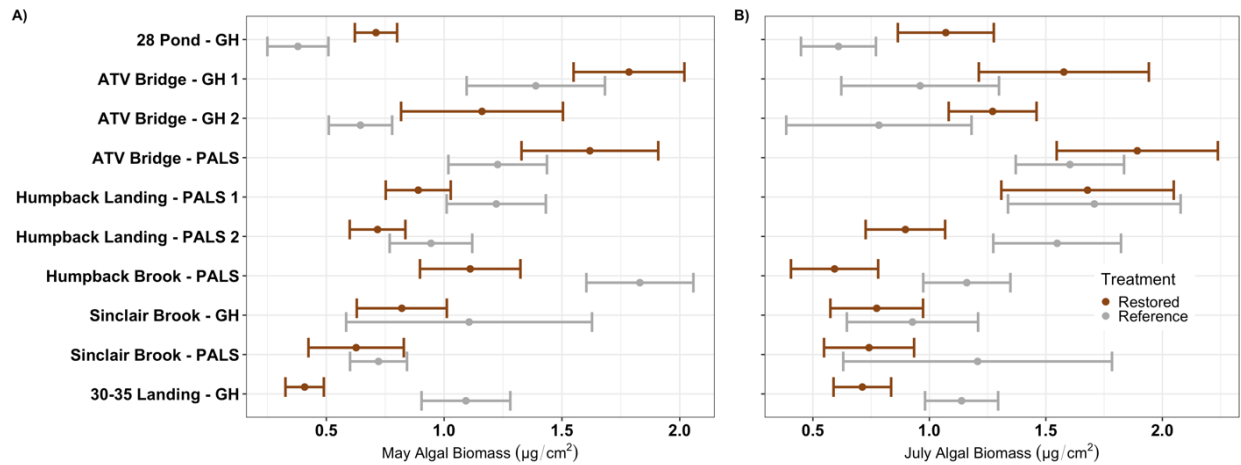 A)
B)
28 Pond - GH
ATV Bridge - GH 1
ATV Bridge - GH 2
ATV Bridge - PALS
Humpback Landing - PALS 1
Humpback Landing - PALS 2
Humpback Brook - PALS
Sinclair Brook - GH
Sinclair Brook - PALS
30-35 Landing - GH
Treatment
Restored
Reference
0.5 1.0 1.5 2.0
0.5 1.0 1.5 2.0
May Algal Biomass (µg/cm²)
July Algal Biomass (µg/cm²)